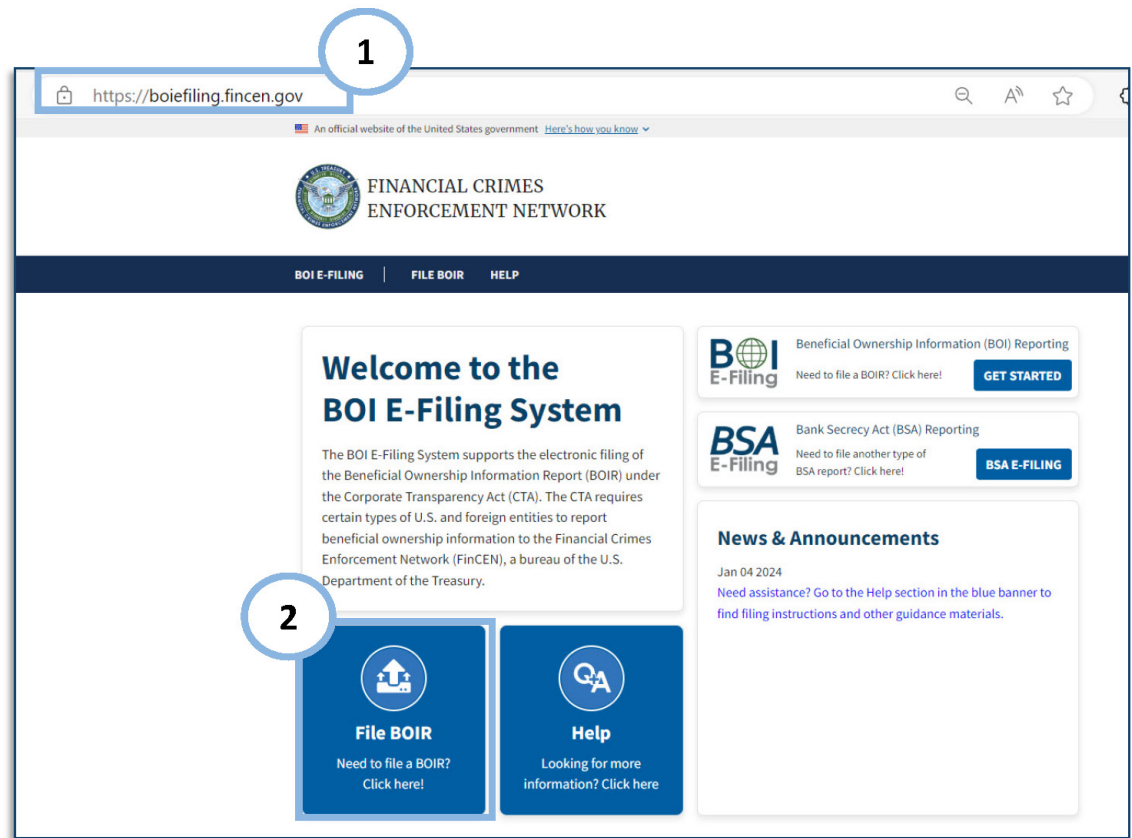 1
https://boiefiling.fincen.gov
An official website of the United States government Here's how you know
FINANCIAL CRIMES
ENFORCEMENT NETWORK
BOI E-FILING
FILE BOIR
HELP
Welcome to the
BOI E-Filing System
The BOI E-Filing System supports the electronic filing of
the Beneficial Ownership Information Report (BOIR) under
the Corporate Transparency Act (CTA). The CTA requires
certain types of U.S. and foreign entities to report
beneficial ownership information to the Financial Crimes
Enforcement Network (FinCEN), a bureau of the U.S.
Department of the Treasury.
BOI
E-Filing
Beneficial Ownership Information (BOI) Reporting
Need to file a BOIR? Click here!
GET STARTED
BSA
E-Filing
Bank Secrecy Act (BSA) Reporting
Need to file another type of
BSA report? Click here!
BSA E-FILING
News & Announcements
Jan 04 2024
Need assistance? Go to the Help section in the blue banner to
find filing instructions and other guidance materials.
2
File BOIR
Need to file a BOIR?
Click here!
QA
Help
Looking for more
information? Click here